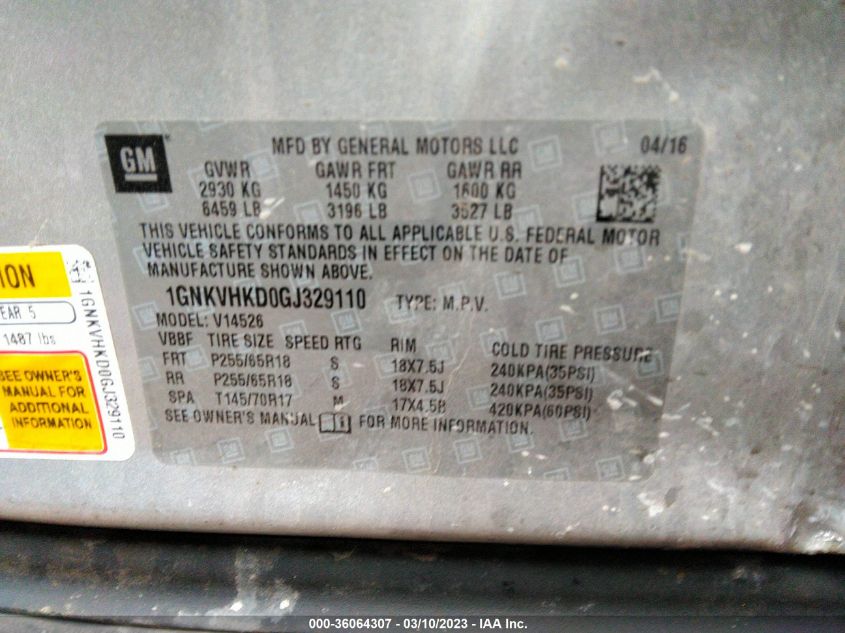 GM
MFD BY GENERAL MOTORS LLC 04/16
GVWR GAWR FRT GAWR RR
2930 KG 1450 KG 1600 KG
6459 LB 3196 LB 3527 LB
THIS VEHICLE CONFORMS TO ALL APPLICABLE U.S. FEDERAL MOTOR
VEHICLE SAFETY STANDARDS IN EFFECT ON THE DATE OF
MANUFACTURE SHOWN ABOVE.
1GNKVHKD0GJ329110 TYPE: M.P.V.
MODEL: V14526
VBBF TIRE SIZE SPEED RTG RIM COLD TIRE PRESSURE
FRT P255/65R18 S 18X7.5J 240KPA(35PSI)
RR P255/65R18 S 18X7.5J 240KPA(35PSI)
SPA T145/70R17 M 17X4.5B 420KPA(60PSI)
SEE OWNER'S MANUAL FOR MORE INFORMATION.
ION
EAR 5
1487 lbs
SEE OWNER'S
MANUAL FOR
ADDITIONAL
INFORMATION
1GNKVHKD0GJ329110
000-36064307 — 03/10/2023 — IAA Inc.